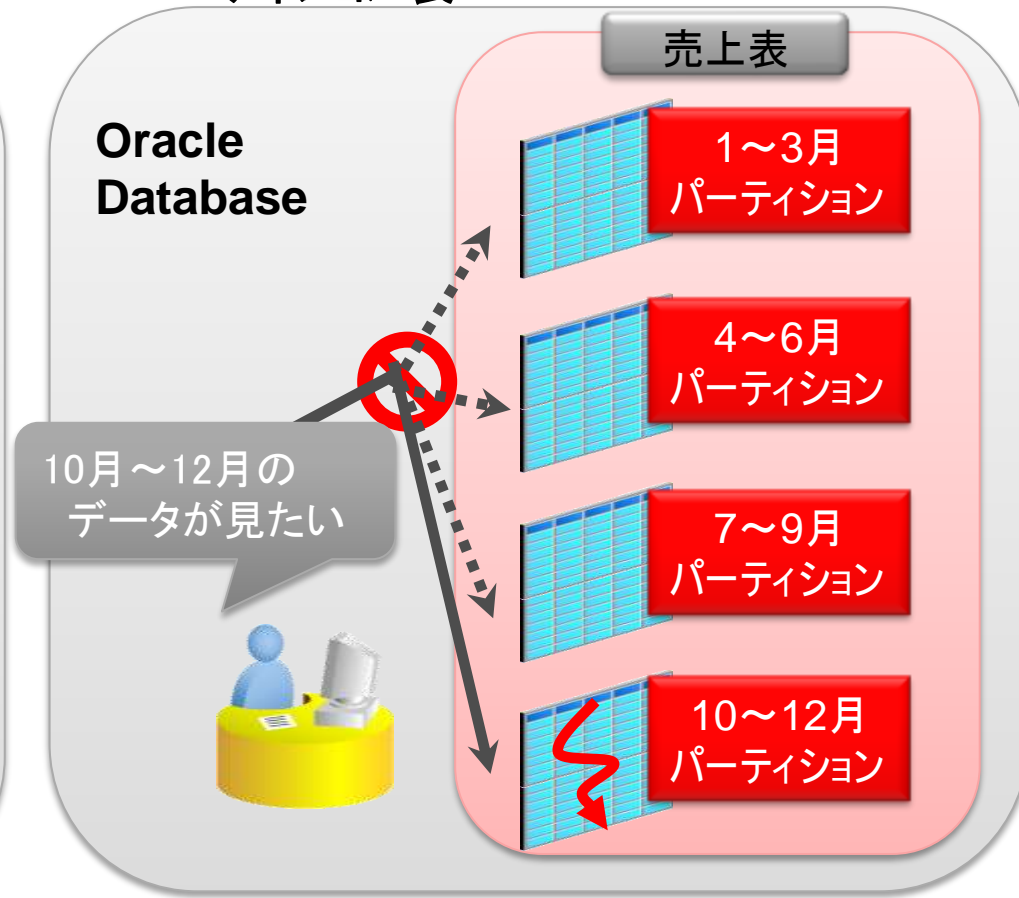 売上表
Oracle
Database
1~3月
パーティション
4~6月
パーティション
10月~12月の
データが見たい
7~9月
パーティション
10~12月
パーティション